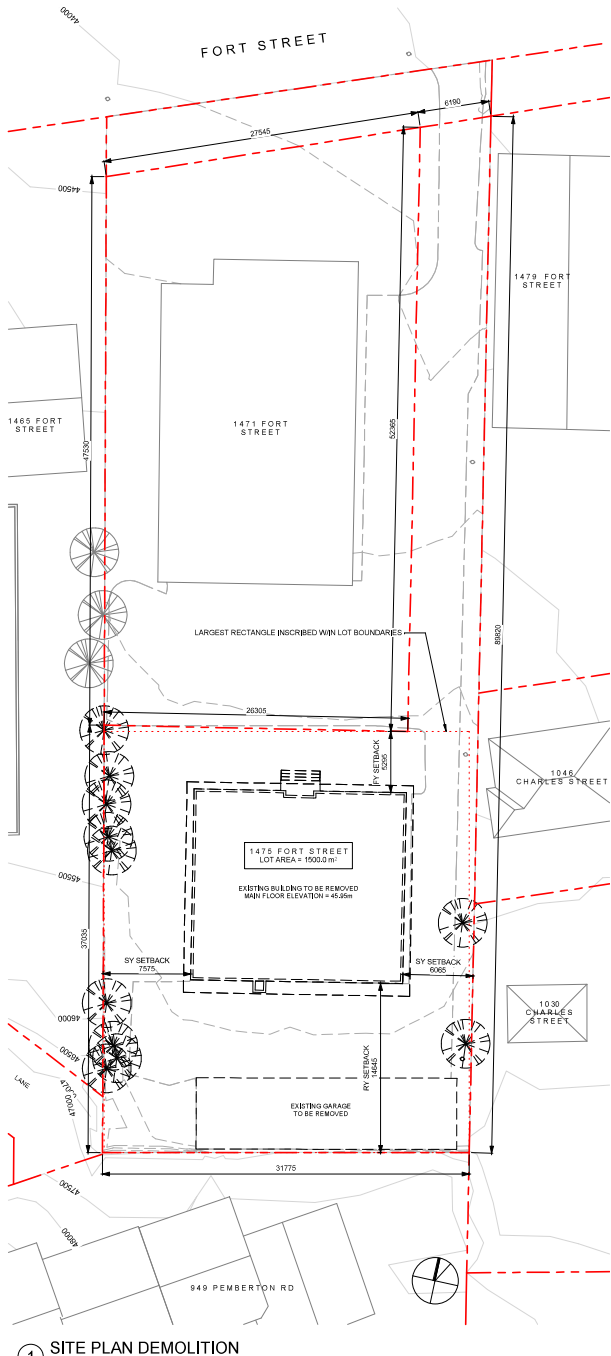 44000
FORT STREET
6190
27545
44500
1479 FORT
STREET
1465 FORT
STREET
1471 FORT
STREET
52365
47530
LARGEST RECTANGLE INSCRIBED W/IN LOT BOUNDARIES
89820
26305
FY SETBACK
5295
1046
CHARLES STREET
1475 FORT STREET
LOT AREA = 1500.0 m²
EXISTING BUILDING TO BE REMOVED
MAIN FLOOR ELEVATION = 45.95m
45500
37035
SY SETBACK
7575
SY SETBACK
6065
1030
CHARLES
STREET
46000
46500
LANE
47000
RY SETBACK
14645
EXISTING GARAGE
TO BE REMOVED
31775
47500
48000
949 PEMBERTON RD
1 SITE PLAN DEMOLITION